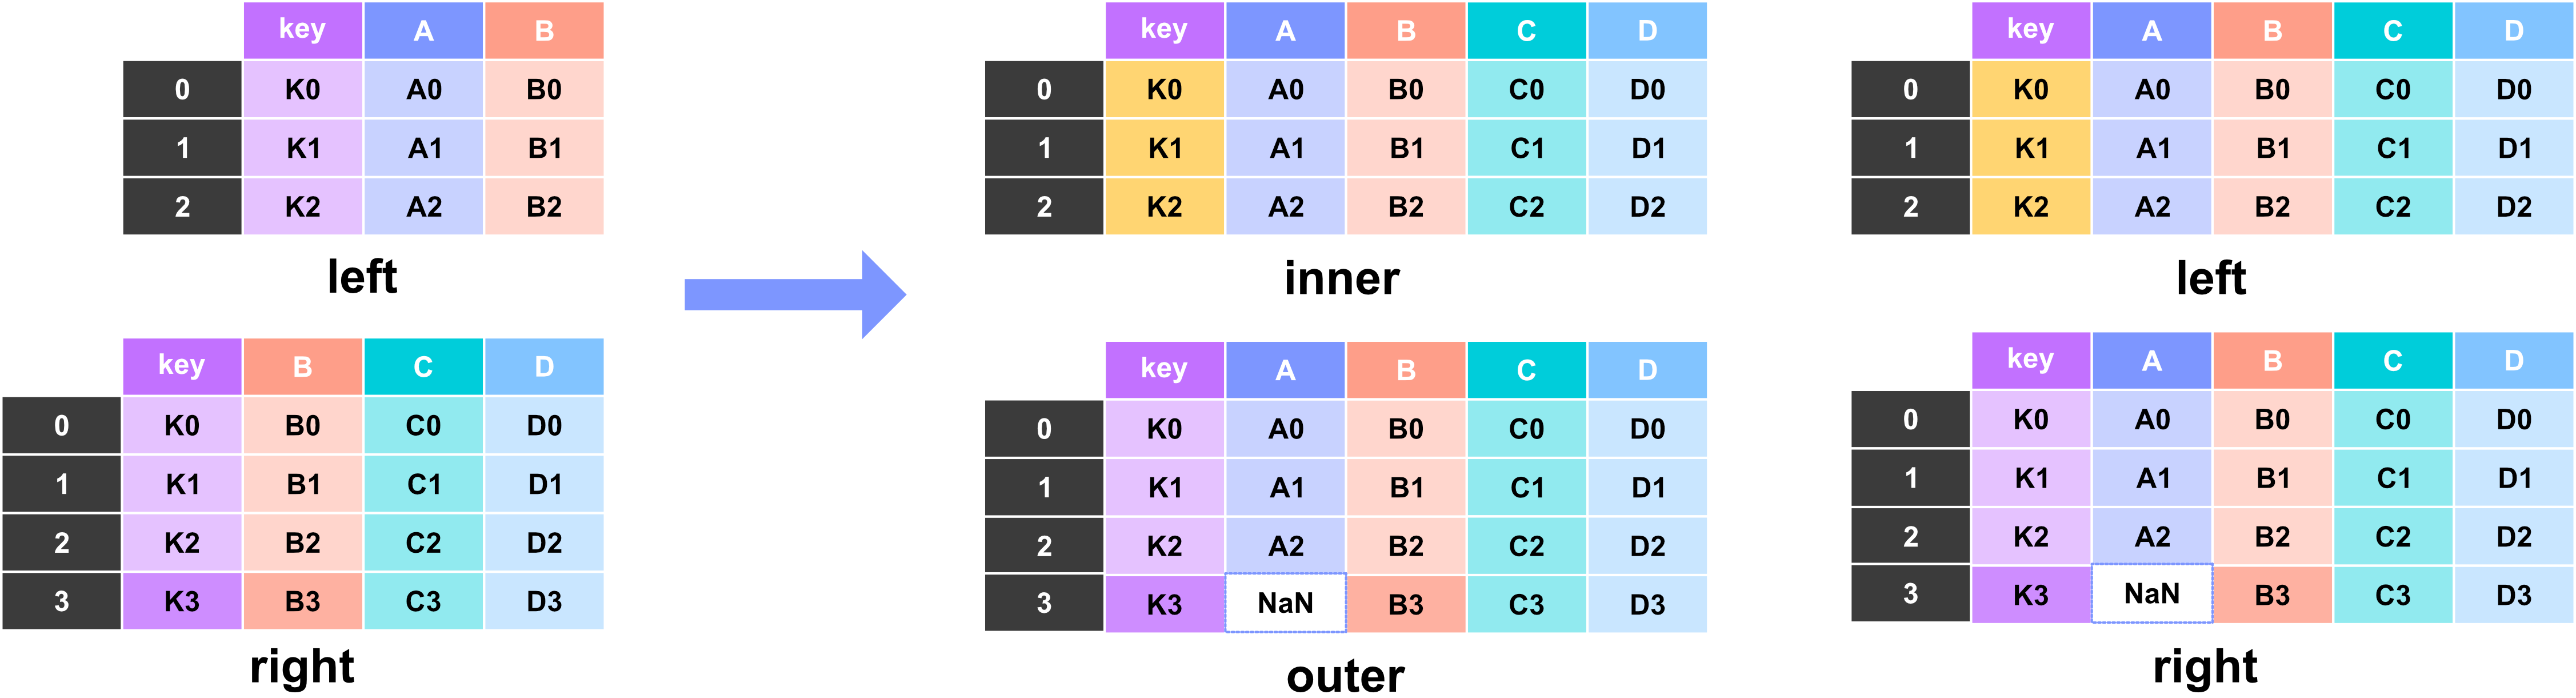 key A B
0 K0 A0 B0
1 K1 A1 B1
2 K2 A2 B2
left
key B C D
0 K0 B0 C0 D0
1 K1 B1 C1 D1
2 K2 B2 C2 D2
3 K3 B3 C3 D3
right
key A B C D
0 K0 A0 B0 C0 D0
1 K1 A1 B1 C1 D1
2 K2 A2 B2 C2 D2
inner
key A B C D
0 K0 A0 B0 C0 D0
1 K1 A1 B1 C1 D1
2 K2 A2 B2 C2 D2
left
key A B C D
0 K0 A0 B0 C0 D0
1 K1 A1 B1 C1 D1
2 K2 A2 B2 C2 D2
3 K3 NaN B3 C3 D3
outer
key A B C D
0 K0 A0 B0 C0 D0
1 K1 A1 B1 C1 D1
2 K2 A2 B2 C2 D2
3 K3 NaN B3 C3 D3
right